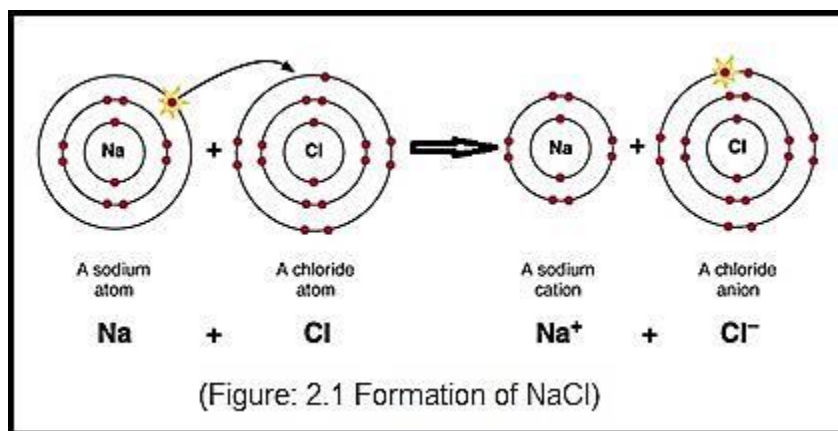 Na + Cl Na + Cl
A sodium atom A chloride atom A sodium cation A chloride anion
Na + Cl Na⁺ + Cl⁻
(Figure: 2.1 Formation of NaCl)